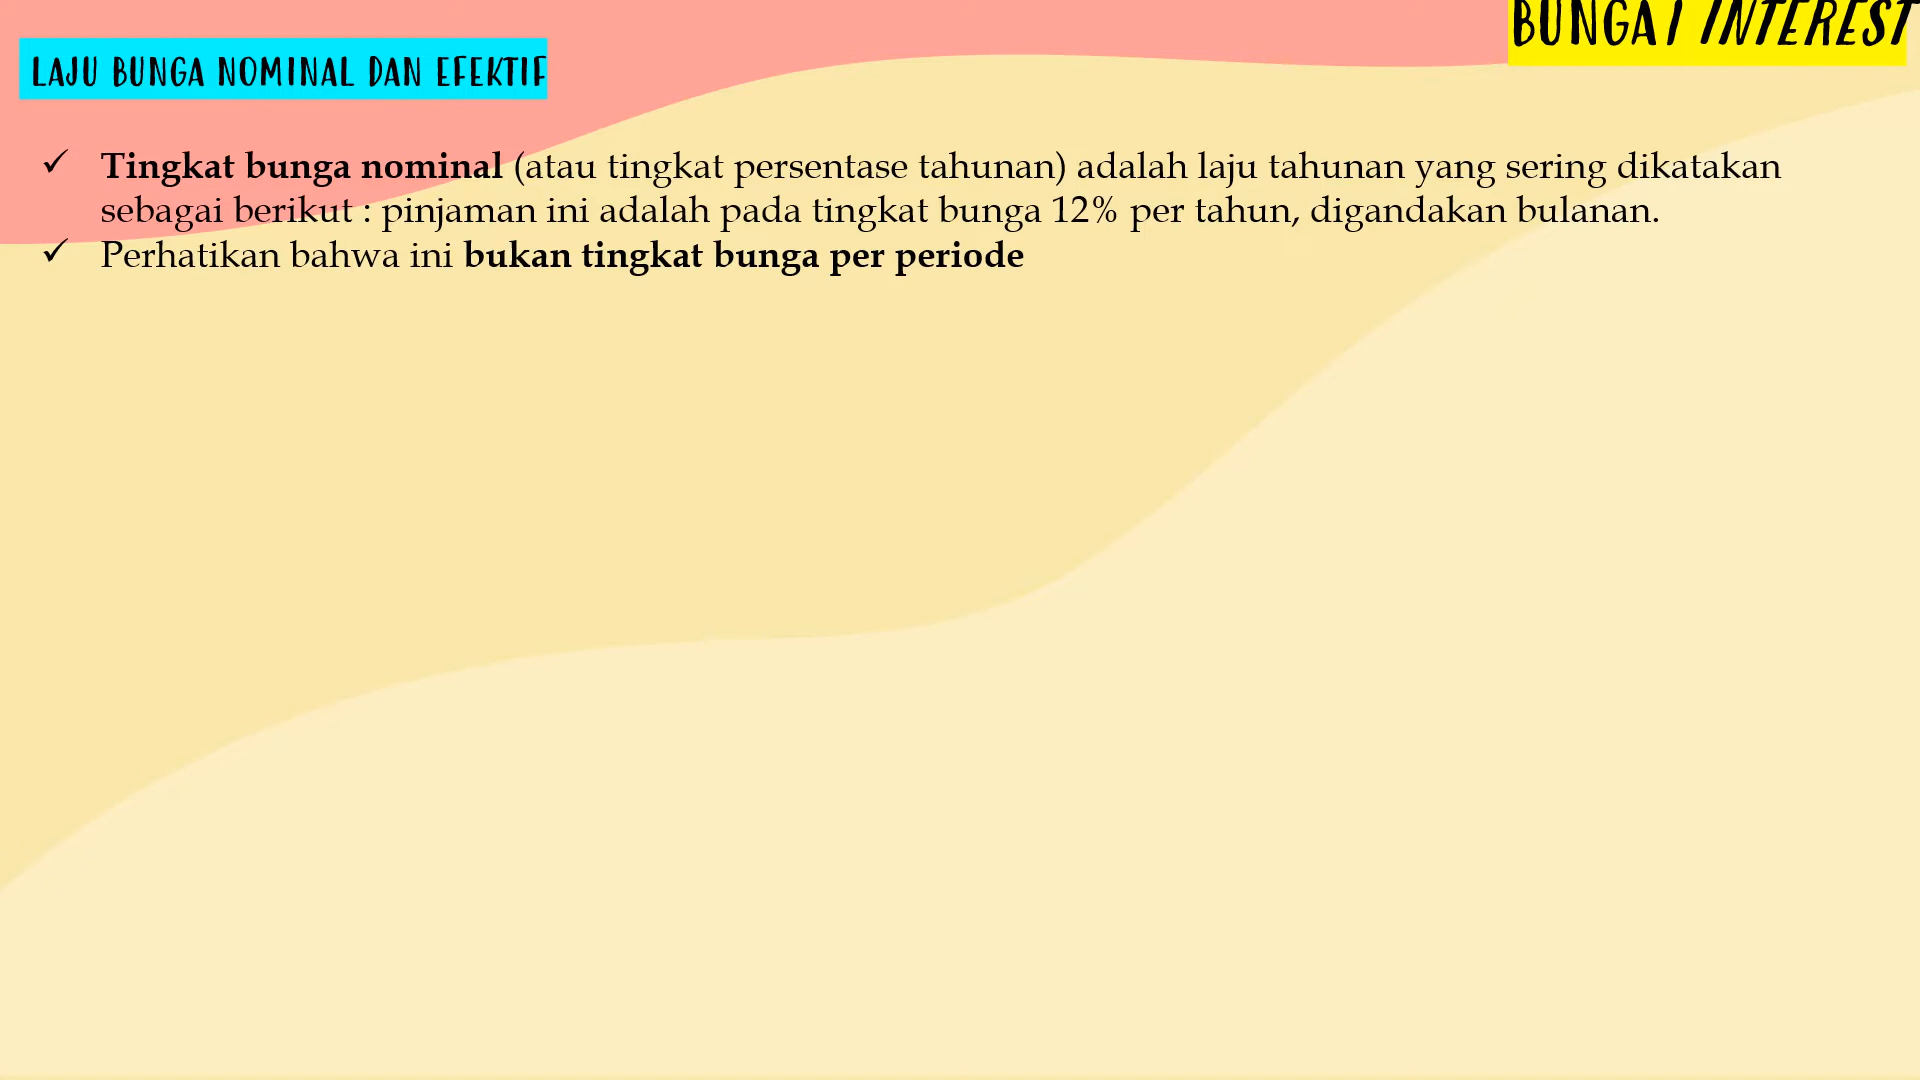 BUNGA / INTEREST
LAJU BUNGA NOMINAL DAN EFEKTIF
✓ Tingkat bunga nominal (atau tingkat persentase tahunan) adalah laju tahunan yang sering dikatakan
sebagai berikut : pinjaman ini adalah pada tingkat bunga 12% per tahun, digandakan bulanan.
✓ Perhatikan bahwa ini bukan tingkat bunga per periode